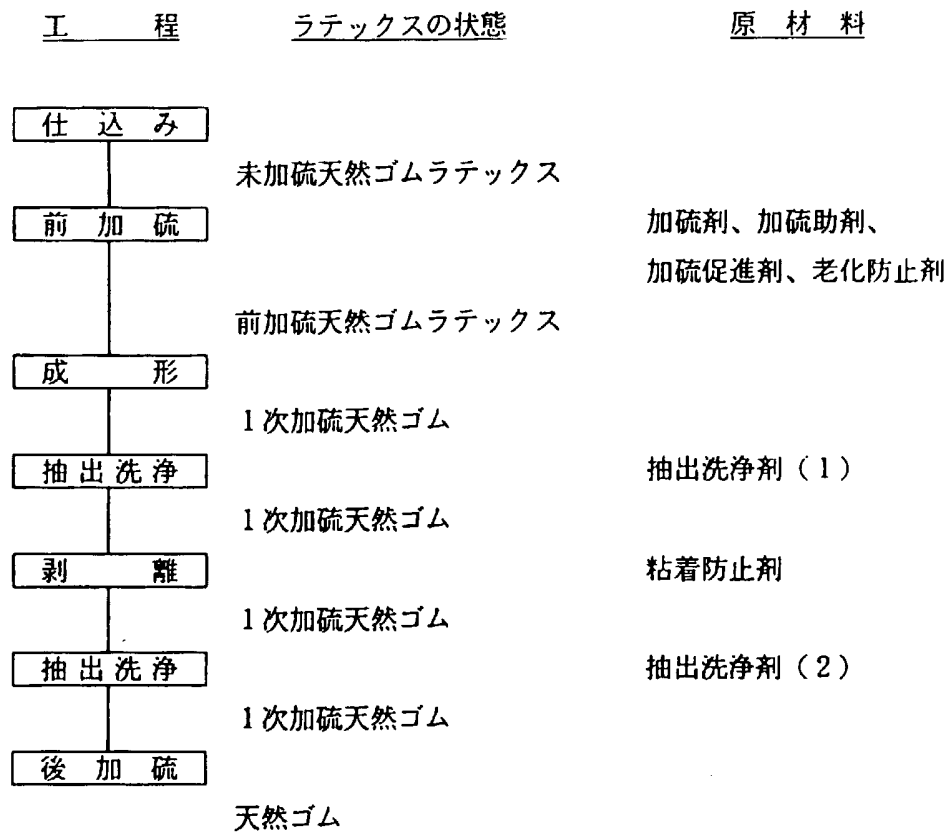 工程 ラテックスの状態 原材料
仕込み
未加硫天然ゴムラテックス
前加硫 加硫剤、加硫助剤、
加硫促進剤、老化防止剤
前加硫天然ゴムラテックス
成形
1次加硫天然ゴム
抽出洗浄 抽出洗浄剤(1)
1次加硫天然ゴム
剥離 粘着防止剤
1次加硫天然ゴム
抽出洗浄 抽出洗浄剤(2)
1次加硫天然ゴム
後加硫
天然ゴム